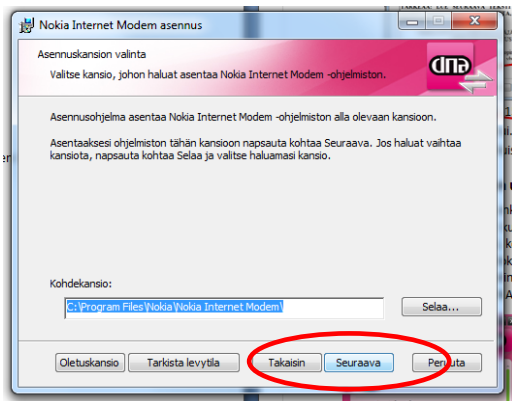 Nokia Internet Modem asennus
Asennuskansion valinta
Valitse kansio, johon haluat asentaa Nokia Internet Modem -ohjelmiston.
dna
Asennusohjelma asentaa Nokia Internet Modem -ohjelmiston alla olevaan kansioon.
Asentaaksesi ohjelmiston tähän kansioon napsauta kohtaa Seuraava. Jos haluat vaihtaa
kansiota, napsauta kohtaa Selaa ja valitse haluamasi kansio.
Kohdekansio:
C:\Program Files\Nokia\Nokia Internet Modem\
Selaa...
Oletuskansio Tarkista levytila Takaisin Seuraava Peruuta